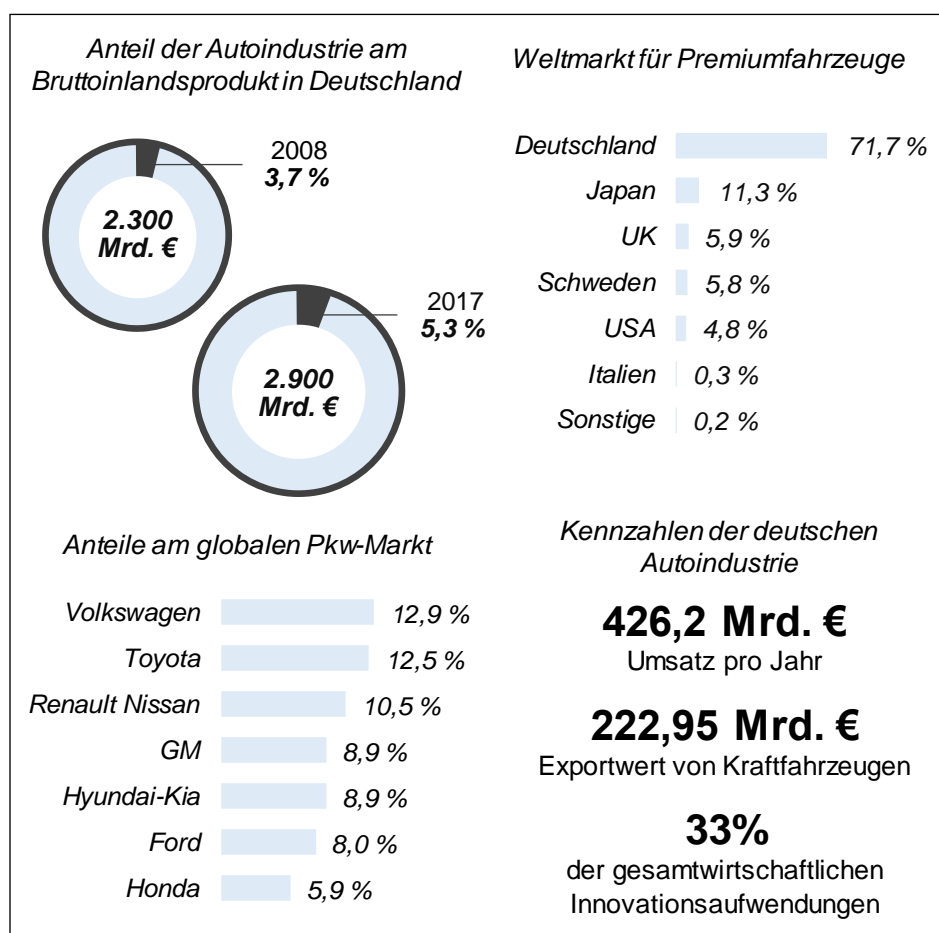 Anteil der Autoindustrie am
Bruttoinlandsprodukt in Deutschland
2008
3,7 %
2.300
Mrd. €
2017
5,3 %
2.900
Mrd. €
Weltmarkt für Premiumfahrzeuge
Deutschland 71,7 %
Japan 11,3 %
UK 5,9 %
Schweden 5,8 %
USA 4,8 %
Italien 0,3 %
Sonstige 0,2 %
Anteile am globalen Pkw-Markt
Volkswagen 12,9 %
Toyota 12,5 %
Renault Nissan 10,5 %
GM 8,9 %
Hyundai-Kia 8,9 %
Ford 8,0 %
Honda 5,9 %
Kennzahlen der deutschen
Autoindustrie
426,2 Mrd. €
Umsatz pro Jahr
222,95 Mrd. €
Exportwert von Kraftfahrzeugen
33%
der gesamtwirtschaftlichen
Innovationsaufwendungen